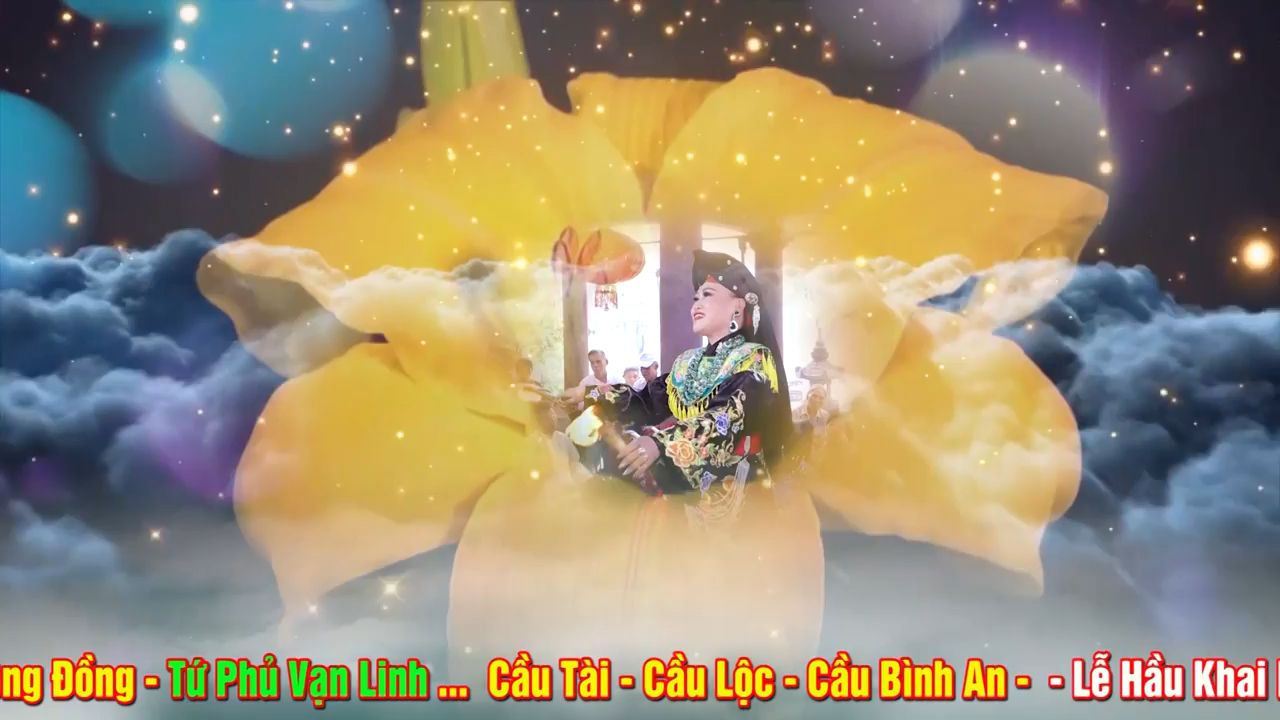 ng Đồng - Tứ Phủ Vạn Linh ... Cầu Tài - Cầu Lộc - Cầu Bình An - - Lễ Hầu Khai